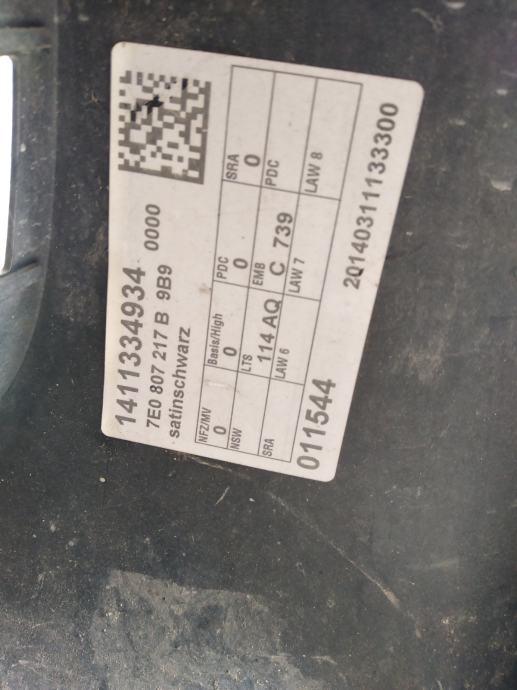 1411334934 0000
7E0 807 217 B 9B9
satinschwarz
NFZ/MV Basis/High PDC SRA
0 0 0 0
NSW LTS EMB PDC
114 AQ C 739
SRA LAW 6 LAW 7 LAW 8
011544 20140311133300